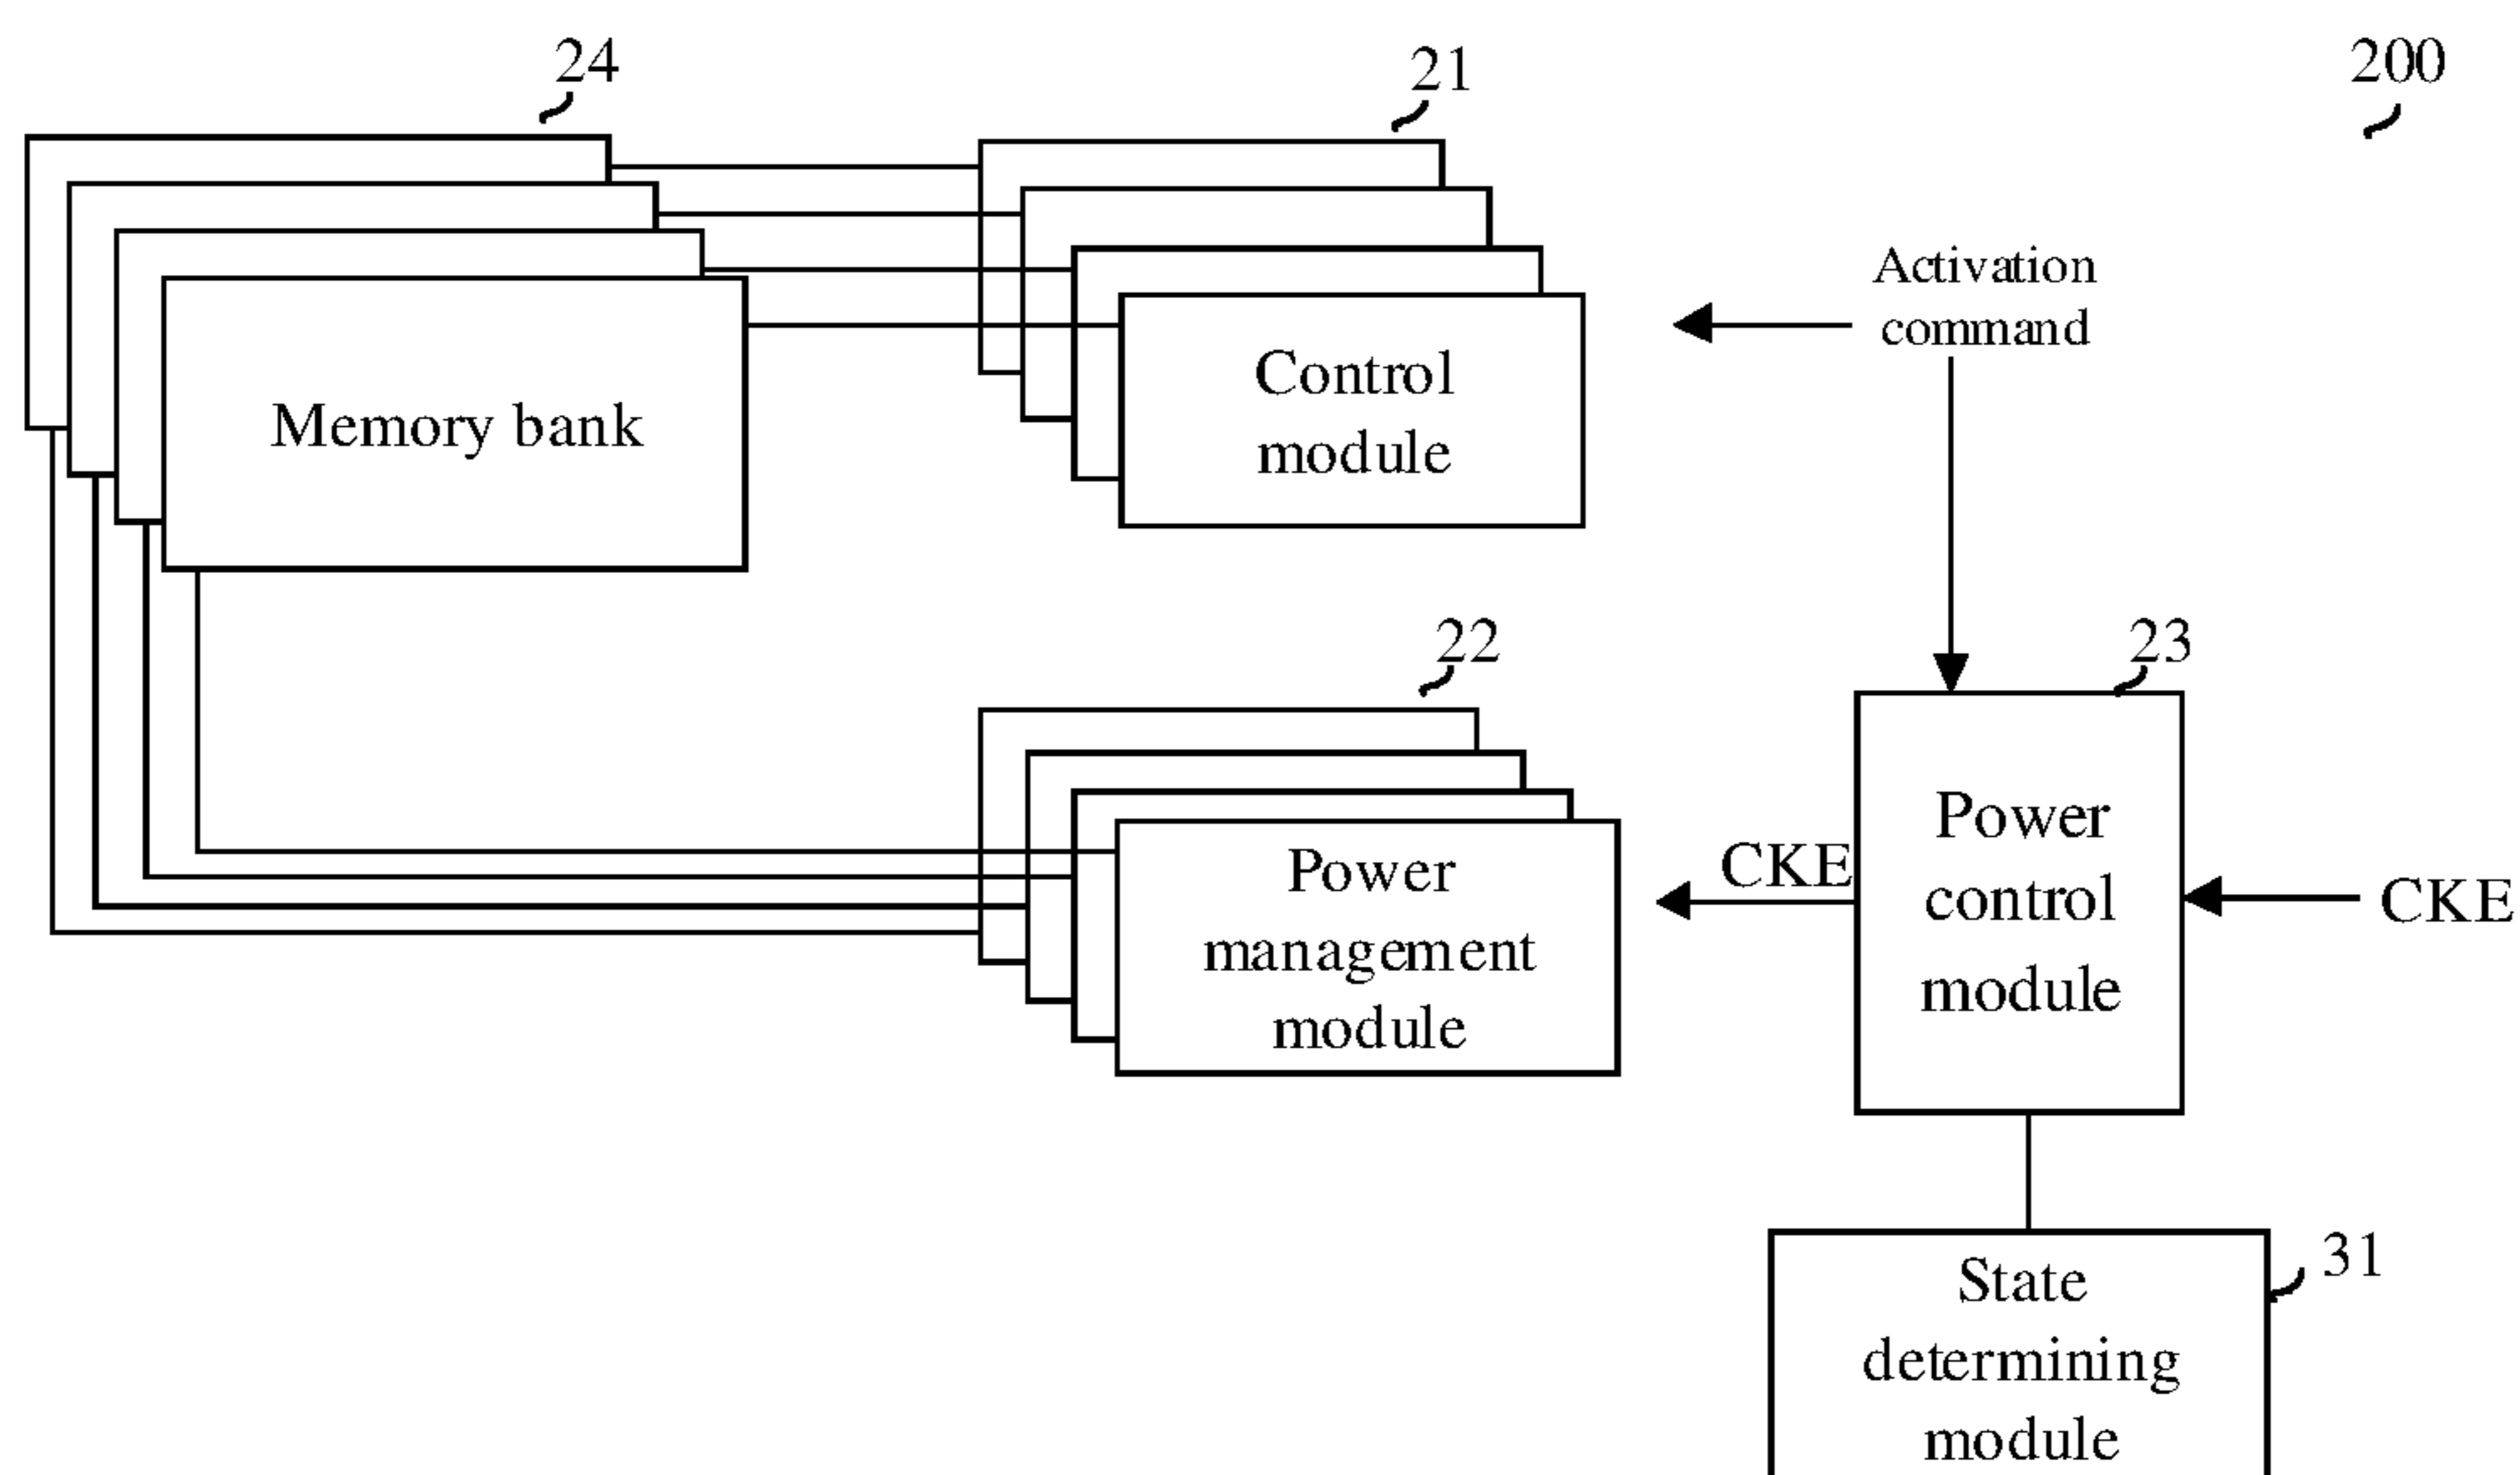 24
21
200
Activation
command
Memory bank
Control
module
22
23
Power
management
module
CKE
Power
control
module
CKE
31
State
determining
module